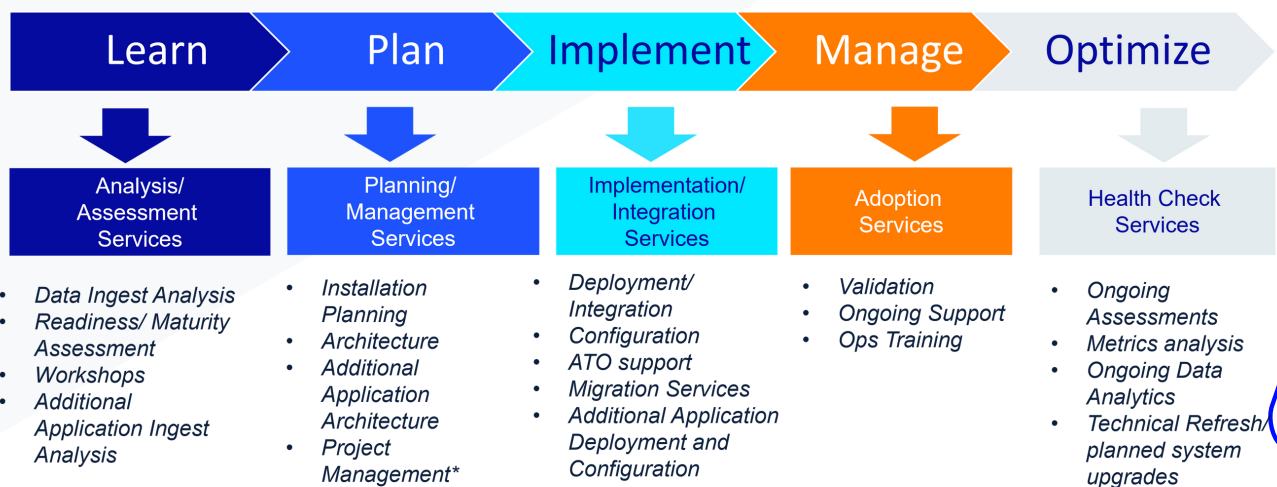 Learn
Plan
Implement
Manage
Optimize
Analysis/
Assessment
Services
Planning/
Management
Services
Implementation/
Integration
Services
Adoption
Services
Health Check
Services
• Data Ingest Analysis
• Readiness/ Maturity
Assessment
• Workshops
• Additional
Application Ingest
Analysis
• Installation
Planning
• Architecture
• Additional
Application
Architecture
• Project
Management*
• Deployment/
Integration
• Configuration
• ATO support
• Migration Services
• Additional Application
Deployment and
Configuration
• Validation
• Ongoing Support
• Ops Training
• Ongoing
Assessments
• Metrics analysis
• Ongoing Data
Analytics
• Technical Refresh/
planned system
upgrades